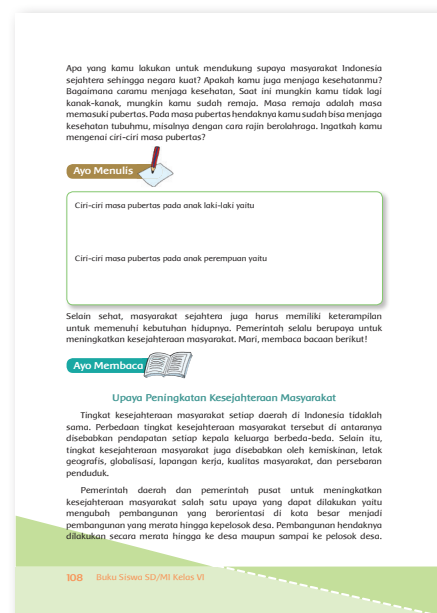 Apa yang kamu lakukan untuk mendukung supaya masyarakat Indonesia
sejahtera sehingga negara kuat? Apakah kamu juga menjaga kesehatanmu?
Bagaimana caramu menjaga kesehatan, Saat ini mungkin kamu tidak lagi
kanak-kanak, mungkin kamu sudah remaja. Masa remaja adalah masa
memasuki pubertas. Pada masa pubertas hendaknya kamu sudah bisa menjaga
kesehatan tubuhmu, misalnya dengan cara rajin berolahraga. Ingatkah kamu
mengenai ciri-ciri masa pubertas?
Ayo Menulis
Ciri-ciri masa pubertas pada anak laki-laki yaitu
Ciri-ciri masa pubertas pada anak perempuan yaitu
Selain sehat, masyarakat sejahtera juga harus memiliki keterampilan
untuk memenuhi kebutuhan hidupnya. Pemerintah selalu berupaya untuk
meningkatkan kesejahteraan masyarakat. Mari, membaca bacaan berikut!
Ayo Membaca
Upaya Peningkatan Kesejahteraan Masyarakat
Tingkat kesejahteraan masyarakat setiap daerah di Indonesia tidaklah
sama. Perbedaan tingkat kesejahteraan masyarakat tersebut di antaranya
disebabkan pendapatan setiap kepala keluarga berbeda-beda. Selain itu,
tingkat kesejahteraan masyarakat juga disebabkan oleh kemiskinan, letak
geografis, globalisasi, lapangan kerja, kualitas masyarakat, dan persebaran
penduduk.
Pemerintah daerah dan pemerintah pusat untuk meningkatkan
kesejahteraan masyarakat salah satu upaya yang dapat dilakukan yaitu
mengubah pembangunan yang berorientasi di kota besar menjadi
pembangunan yang merata hingga kepelosok desa. Pembangunan hendaknya
dilakukan secara merata hingga ke desa maupun sampai ke pelosok desa.
108 Buku Siswa SD/MI Kelas VI